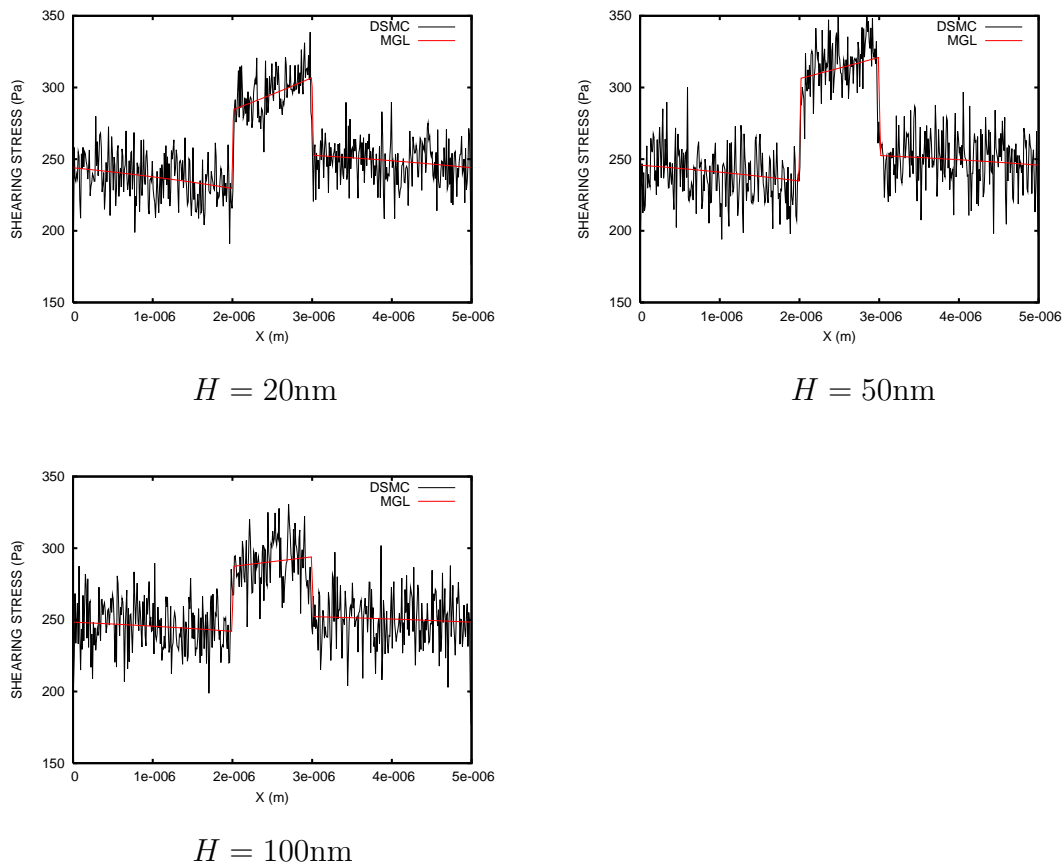 350
300
250
200
150
SHEARING STRESS (Pa)
DSMC
MGL
0 1e-006 2e-006 3e-006 4e-006 5e-006
X (m)
H = 20nm
350
300
250
200
150
SHEARING STRESS (Pa)
DSMC
MGL
0 1e-006 2e-006 3e-006 4e-006 5e-006
X (m)
H = 50nm
350
300
250
200
150
SHEARING STRESS (Pa)
DSMC
MGL
0 1e-006 2e-006 3e-006 4e-006 5e-006
X (m)
H = 100nm